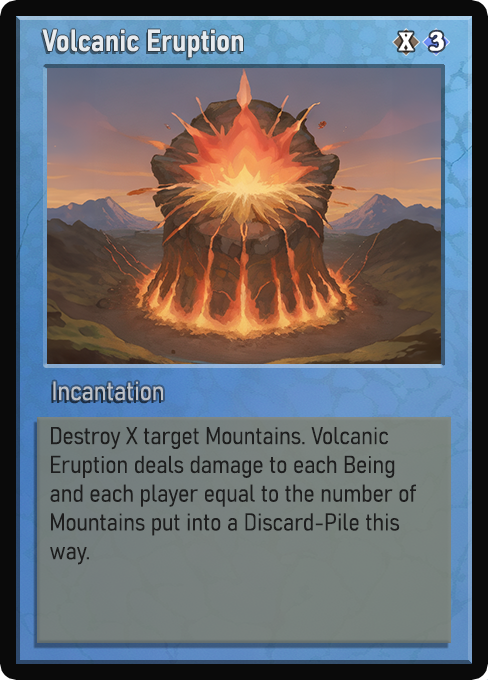 Volcanic Eruption X 3
Incantation
Destroy X target Mountains. Volcanic
Eruption deals damage to each Being
and each player equal to the number of
Mountains put into a Discard-Pile this
way.